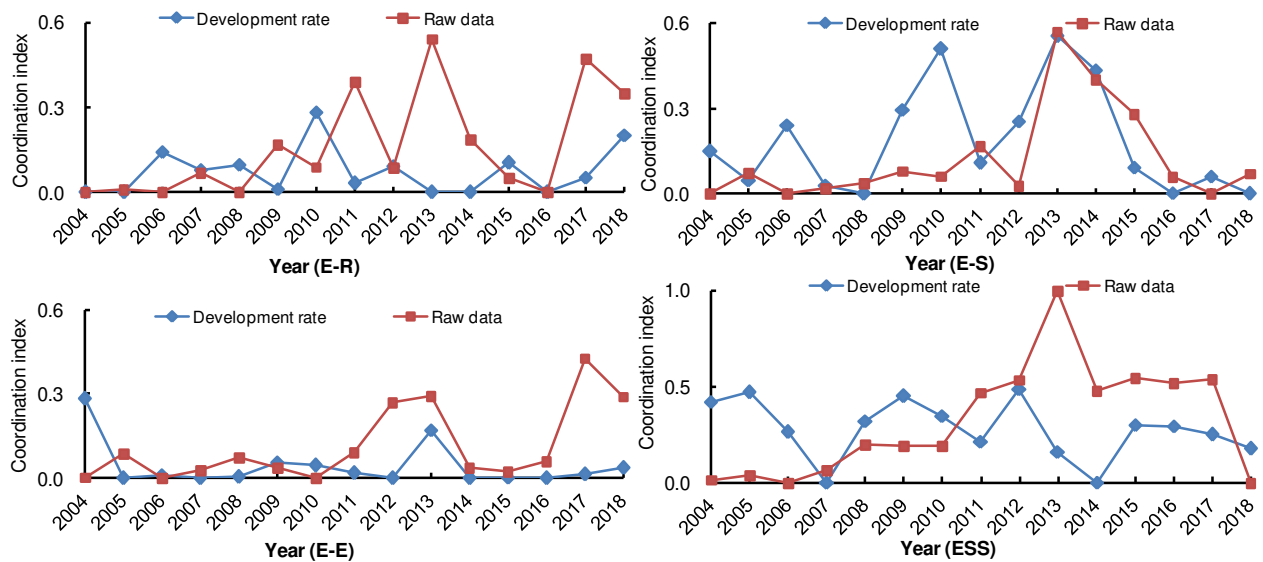 Development rate
Raw data
Coordination index
0.6
0.3
0.0
2004 2005 2006 2007 2008 2009 2010 2011 2012 2013 2014 2015 2016 2017 2018
Year (E-R)
Development rate
Raw data
Coordination index
0.6
0.3
0.0
2004 2005 2006 2007 2008 2009 2010 2011 2012 2013 2014 2015 2016 2017 2018
Year (E-S)
Development rate
Raw data
Coordination index
0.6
0.3
0.0
2004 2005 2006 2007 2008 2009 2010 2011 2012 2013 2014 2015 2016 2017 2018
Year (E-E)
Development rate
Raw data
Coordination index
1.0
0.5
0.0
2004 2005 2006 2007 2008 2009 2010 2011 2012 2013 2014 2015 2016 2017 2018
Year (ESS)